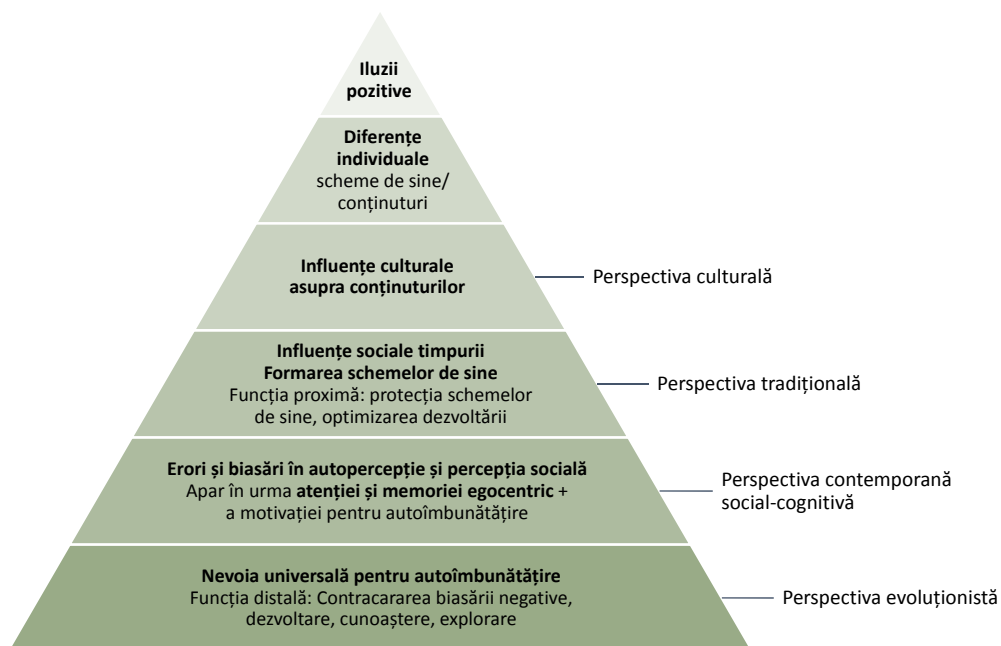 Iluzii
pozitive
Diferențe
individuale
scheme de sine/
conținuturi
Influențe culturale
asupra conținuturilor
Perspectiva culturală
Influențe sociale timpurii
Formarea schemelor de sine
Funcția proximă: protecția schemelor
de sine, optimizarea dezvoltării
Perspectiva tradițională
Erori și biasări în autopercepție și percepția socială
Apar în urma atenției și memoriei egocentric +
a motivației pentru autoîmbunătățire
Perspectiva contemporană
social-cognitivă
Nevoia universală pentru autoîmbunătățire
Funcția distală: Contracararea biasării negative,
dezvoltare, cunoaștere, explorare
Perspectiva evoluționistă